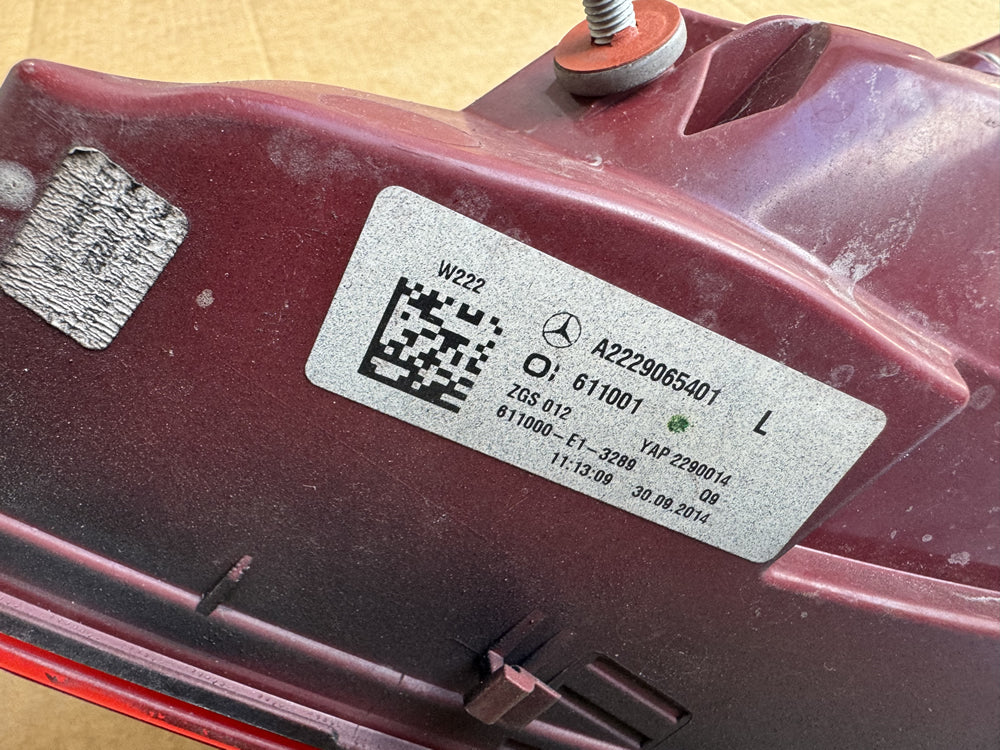 W222
A2229065401
611001
L
ZGS 012
YAP 2290014
611000-E1-3289
Q9
11:13:09 30.09.2014